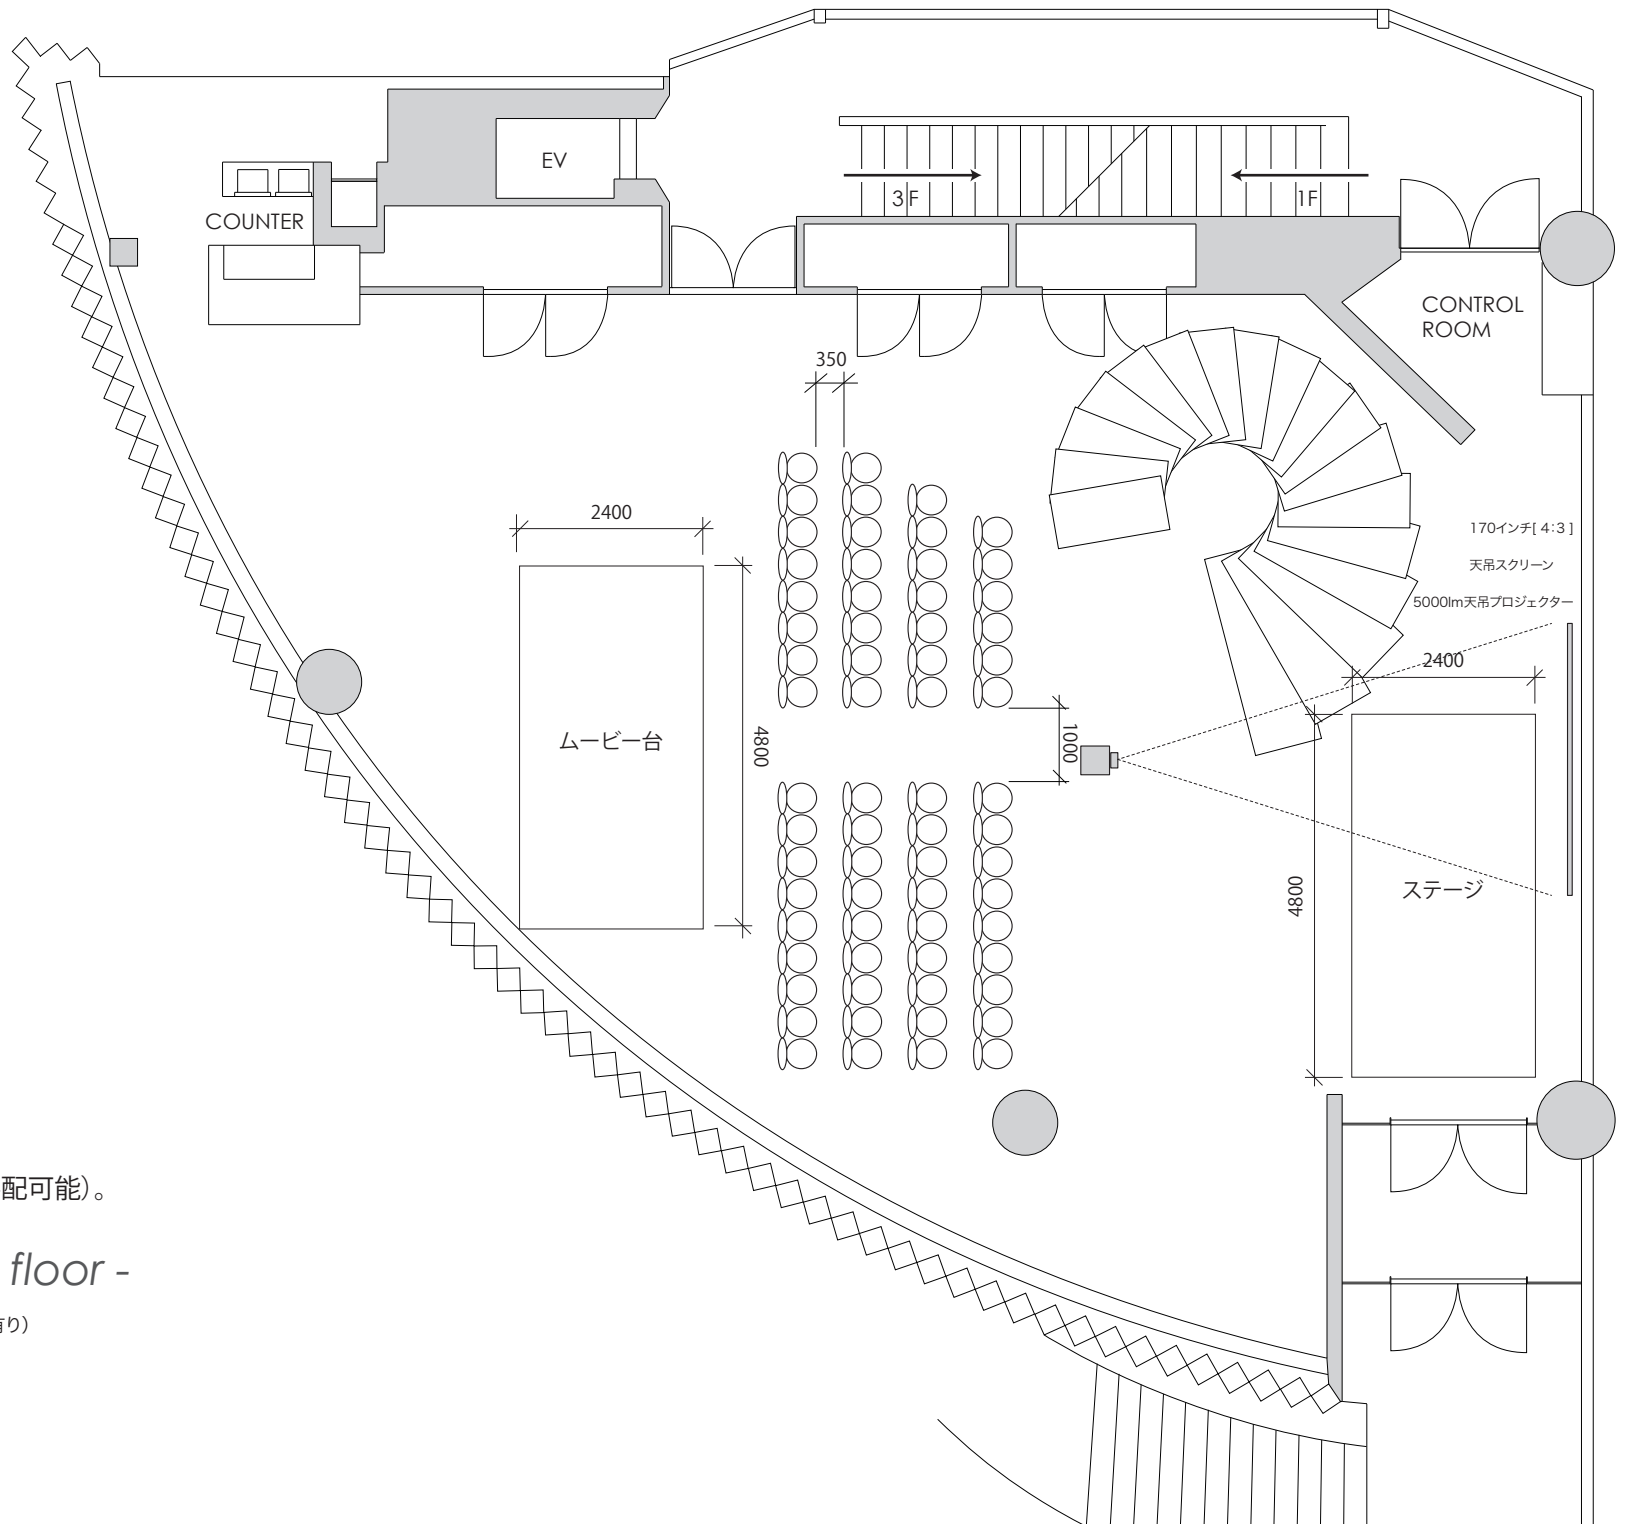 EV
3F
1F
COUNTER
CONTROL
ROOM
350
2400
170インチ[ 4:3 ]
天吊スクリーン
5000lm天吊プロジェクター
2400
ムービー台
4800
1000
4800
ステージ
配可能）。
floor -
有り）